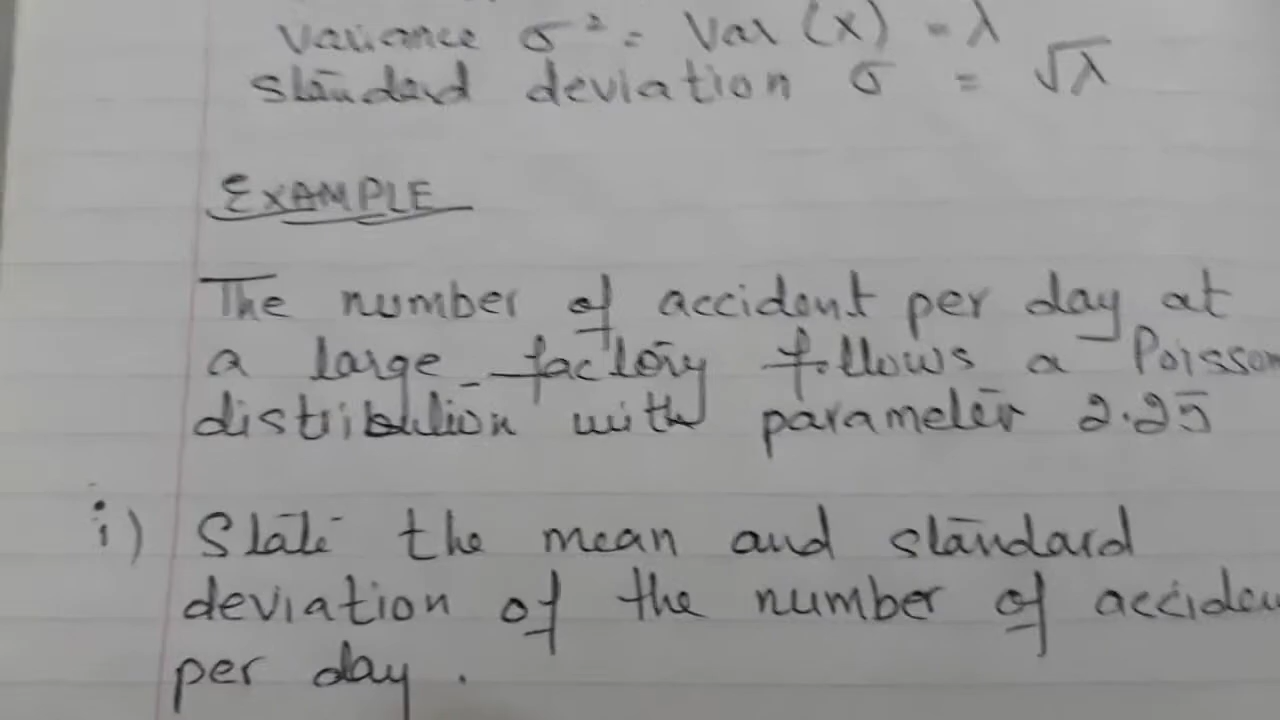 variance σ² = Var (x) = λ
standard deviation σ = √λ
EXAMPLE
The number of accident per day at
a large factory follows a Poisson
distribution with parameter 2.25
i) State the mean and standard
deviation of the number of acciden
per day.